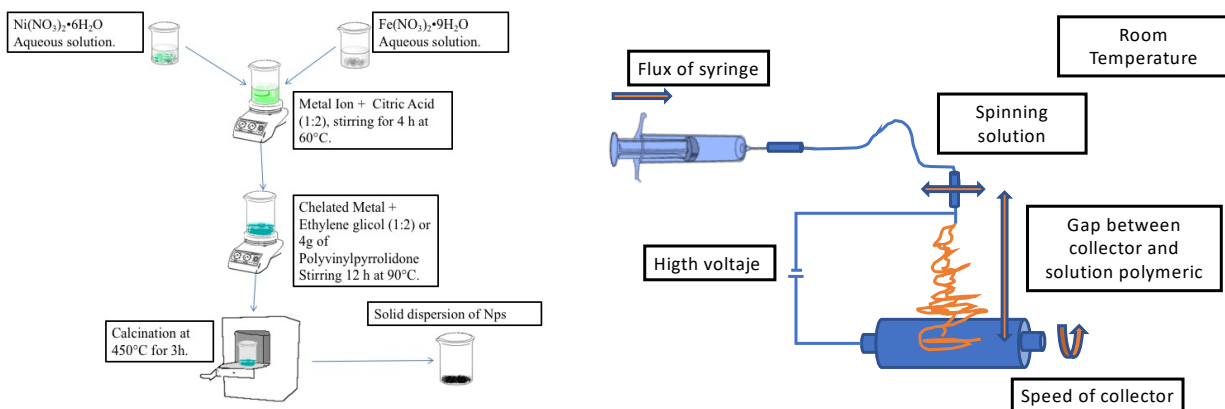 Ni(NO3)2•6H2O
Aqueous solution.
Fe(NO3)2•9H2O
Aqueous solution.
Metal Ion + Citric Acid
(1:2), stirring for 4 h at
60°C.
Chelated Metal +
Ethylene glicol (1:2) or
4g of
Polyvinylpyrrolidone
Stirring 12 h at 90°C.
Calcination at
450°C for 3h.
Solid dispersion of Nps
Room
Temperature
Flux of syringe
Spinning
solution
Gap between
collector and
solution polymeric
Higth voltaje
Speed of collector